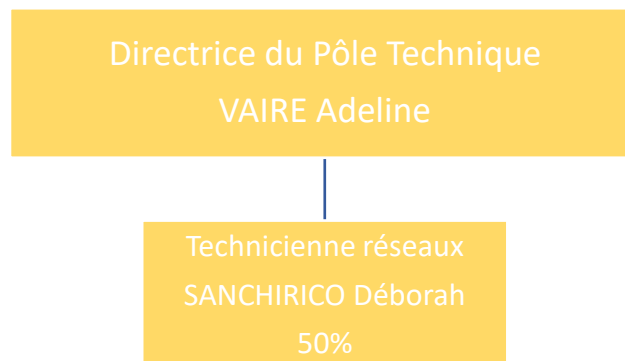 Directrice du Pôle Technique
VAIRE Adeline
Technicienne réseaux
SANCHIRICO Déborah
50%